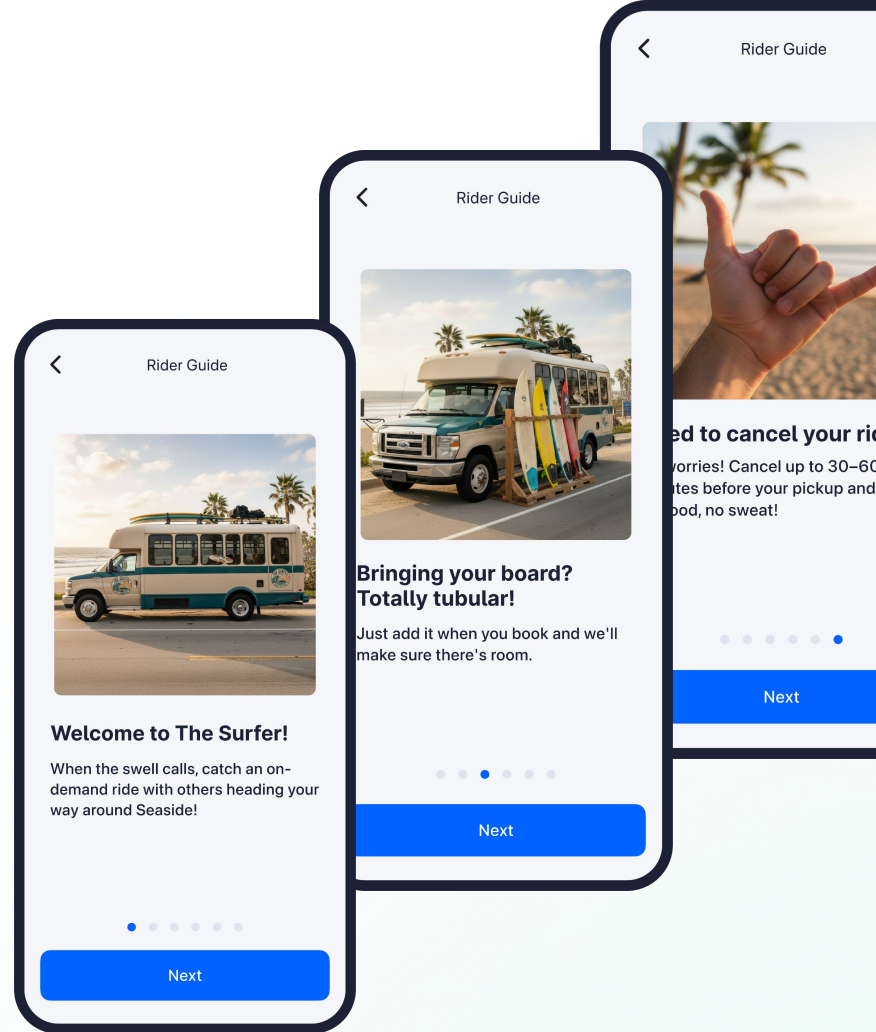 Rider Guide
Welcome to The Surfer!
When the swell calls, catch an on-
demand ride with others heading your
way around Seaside!
Next
Rider Guide
Bringing your board?
Totally tubular!
Just add it when you book and we'll
make sure there's room.
Next
Rider Guide
to cancel your
Cancel up to 30–60
before your pickup and
no sweat!
Next